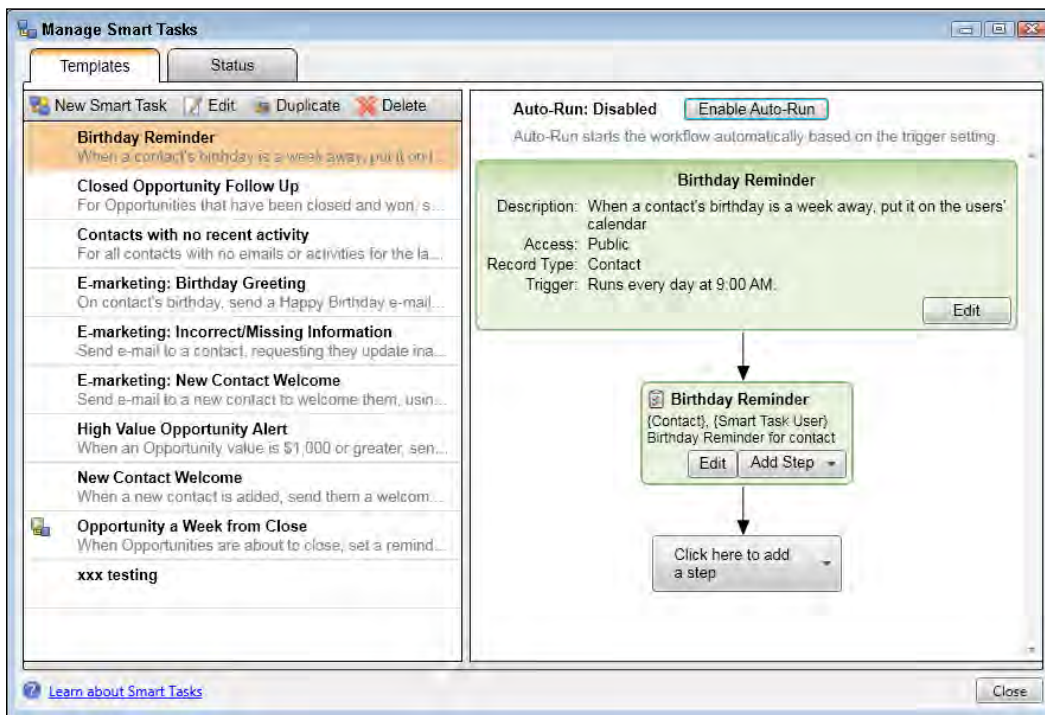 Manage Smart Tasks
Templates
Status
New Smart Task Edit Duplicate Delete
Birthday Reminder
When a contact's birthday is a week away, put it on t...
Closed Opportunity Follow Up
For Opportunities that have been closed and won, s...
Contacts with no recent activity
For all contacts with no emails or activities for the la...
E-marketing: Birthday Greeting
On contact's birthday, send a Happy Birthday e-mail...
E-marketing: Incorrect/Missing Information
Send e-mail to a contact, requesting they update ina...
E-marketing: New Contact Welcome
Send e-mail to a new contact to welcome them, usin...
High Value Opportunity Alert
When an Opportunity value is $1,000 or greater, sen...
New Contact Welcome
When a new contact is added, send them a welcom...
Opportunity a Week from Close
When Opportunities are about to close, set a remind...
xxx testing
Auto-Run: Disabled Enable Auto-Run
Auto-Run starts the workflow automatically based on the trigger setting.
Birthday Reminder
Description: When a contact's birthday is a week away, put it on the users'
calendar
Access: Public
Record Type: Contact
Trigger: Runs every day at 9:00 AM.
Edit
Birthday Reminder
{Contact}, {Smart Task User}
Birthday Reminder for contact
Edit Add Step
Click here to add
a step
Learn about Smart Tasks
Close